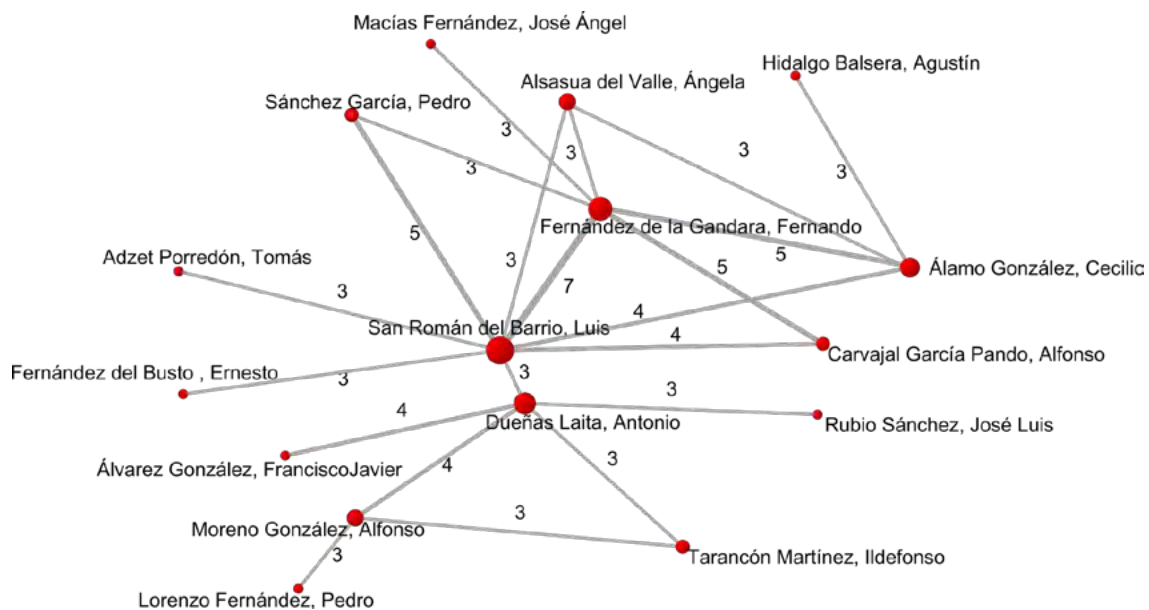 Macías Fernández, José Ángel
Hidalgo Balsera, Agustín
Alsasua del Valle, Ángela
Sánchez García, Pedro
3
3
3
3
3
Fernández de la Gandara, Fernando
5
Adzet Porredón, Tomás
5
5
Álamo González, Cecilic
3
3
7
4
San Román del Barrio, Luis
4
Carvajal García Pando, Alfonso
Fernández del Busto , Ernesto
3
3
3
4
Dueñas Laita, Antonio
Rubio Sánchez, José Luis
Álvarez González, FranciscoJavier
4
3
3
Moreno González, Alfonso
3
Tarancón Martínez, Ildefonso
Lorenzo Fernández, Pedro